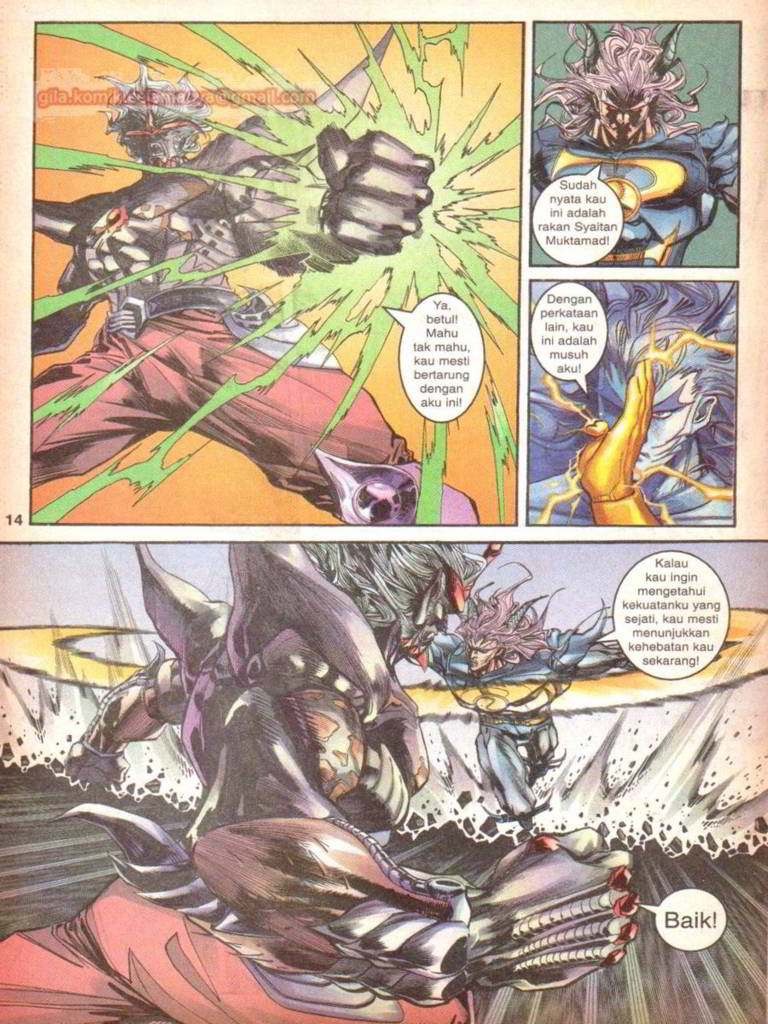 Ya,
betul!
Mahu
tak mahu,
kau mesti
bertarung
dengan
aku ini!
Sudah
nyata kau
ini adalah
rakan Syaitan
Muktamad!
Dengan
perkataan
lain, kau
ini adalah
musuh
aku!
14
Kalau
kau ingin
mengetahui
kekuatanku yang
sejati, kau mesti
menunjukkan
kehebatan kau
sekarang!
Baik!